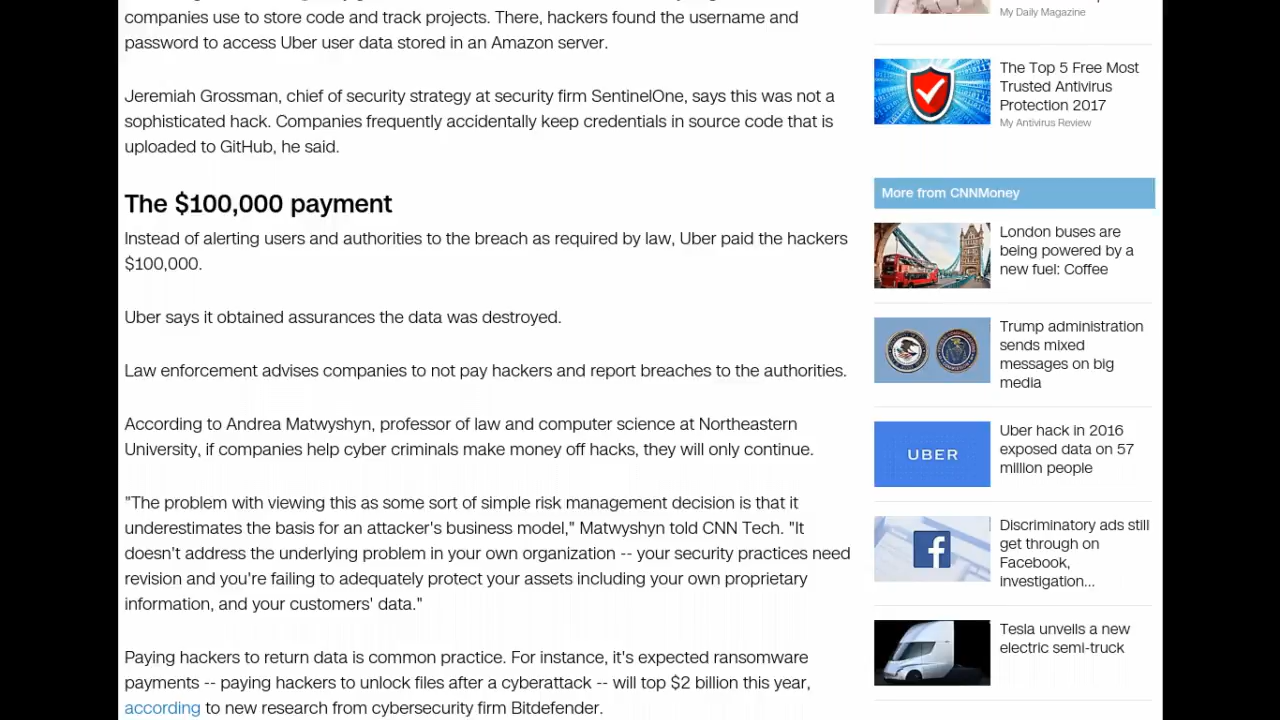 companies use to store code and track projects. There, hackers found the username and
password to access Uber user data stored in an Amazon server.
Jeremiah Grossman, chief of security strategy at security firm SentinelOne, says this was not a
sophisticated hack. Companies frequently accidentally keep credentials in source code that is
uploaded to GitHub, he said.
The $100,000 payment
Instead of alerting users and authorities to the breach as required by law, Uber paid the hackers
$100,000.
Uber says it obtained assurances the data was destroyed.
Law enforcement advises companies to not pay hackers and report breaches to the authorities.
According to Andrea Matwyshyn, professor of law and computer science at Northeastern
University, if companies help cyber criminals make money off hacks, they will only continue.
"The problem with viewing this as some sort of simple risk management decision is that it
underestimates the basis for an attacker's business model," Matwyshyn told CNN Tech. "It
doesn't address the underlying problem in your own organization -- your security practices need
revision and you're failing to adequately protect your assets including your own proprietary
information, and your customers' data."
Paying hackers to return data is common practice. For instance, it's expected ransomware
payments -- paying hackers to unlock files after a cyberattack -- will top $2 billion this year,
according to new research from cybersecurity firm Bitdefender.
My Daily Magazine
The Top 5 Free Most
Trusted Antivirus
Protection 2017
My Antivirus Review
More from CNNMoney
London buses are
being powered by a
new fuel: Coffee
Trump administration
sends mixed
messages on big
media
UBER
Uber hack in 2016
exposed data on 57
million people
Discriminatory ads still
get through on
Facebook,
investigation...
Tesla unveils a new
electric semi-truck